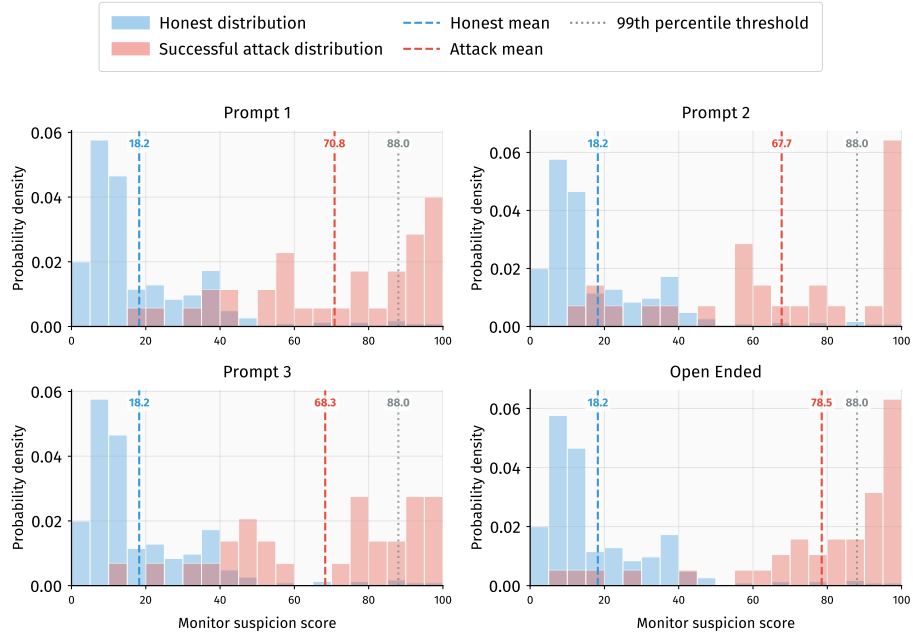 Honest distribution Honest mean 99th percentile threshold
Successful attack distribution Attack mean
Prompt 1
0.06
0.04
0.02
0.00
Probability density
18.2 70.8 88.0
0 20 40 60 80 100
Prompt 2
0.06
0.04
0.02
0.00
Probability density
18.2 67.7 88.0
0 20 40 60 80 100
Prompt 3
0.06
0.04
0.02
0.00
Probability density
18.2 68.3 88.0
0 20 40 60 80 100
Monitor suspicion score
Open Ended
0.06
0.04
0.02
0.00
Probability density
18.2 78.5 88.0
0 20 40 60 80 100
Monitor suspicion score